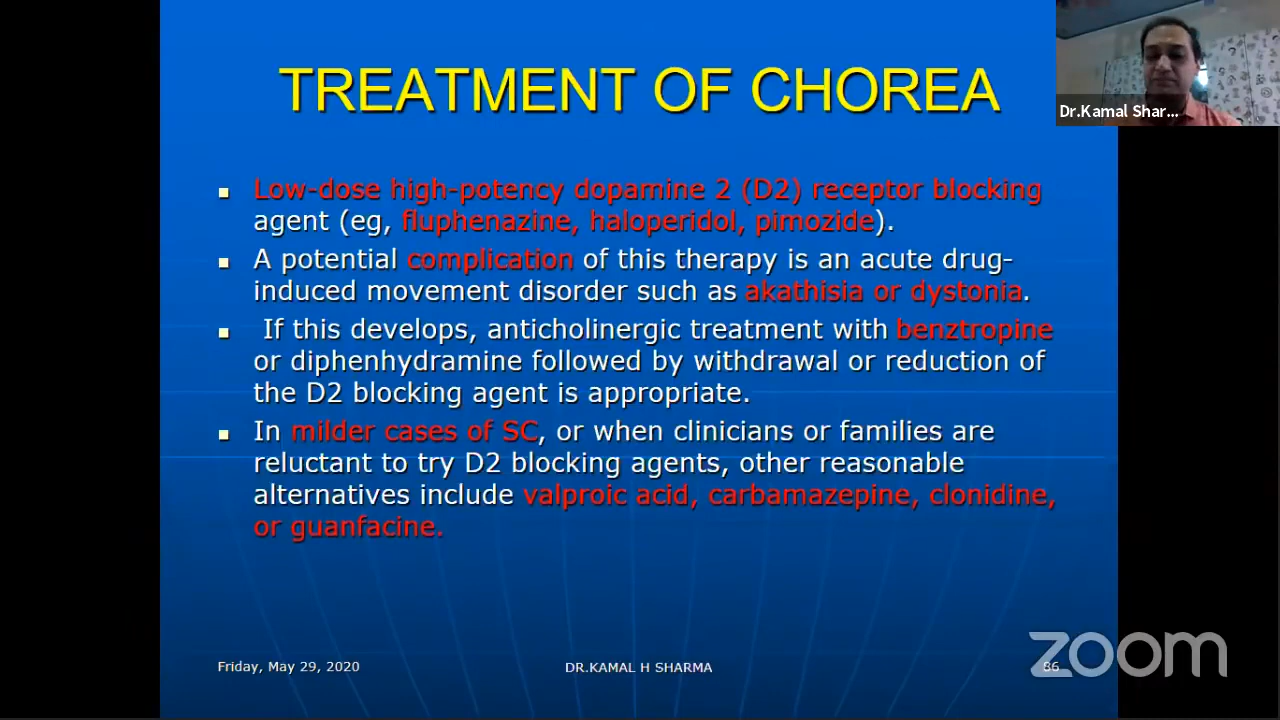 TREATMENT OF CHOREA
Dr.Kamal Shar...
Low-dose high-potency dopamine 2 (D2) receptor blocking
agent (eg, fluphenazine, haloperidol, pimozide).
A potential complication of this therapy is an acute drug-
induced movement disorder such as akathisia or dystonia.
If this develops, anticholinergic treatment with benztropine
or diphenhydramine followed by withdrawal or reduction of
the D2 blocking agent is appropriate.
In milder cases of SC, or when clinicians or families are
reluctant to try D2 blocking agents, other reasonable
alternatives include valproic acid, carbamazepine, clonidine,
or guanfacine.
Friday, May 29, 2020
DR.KAMAL H SHARMA
86
zoom